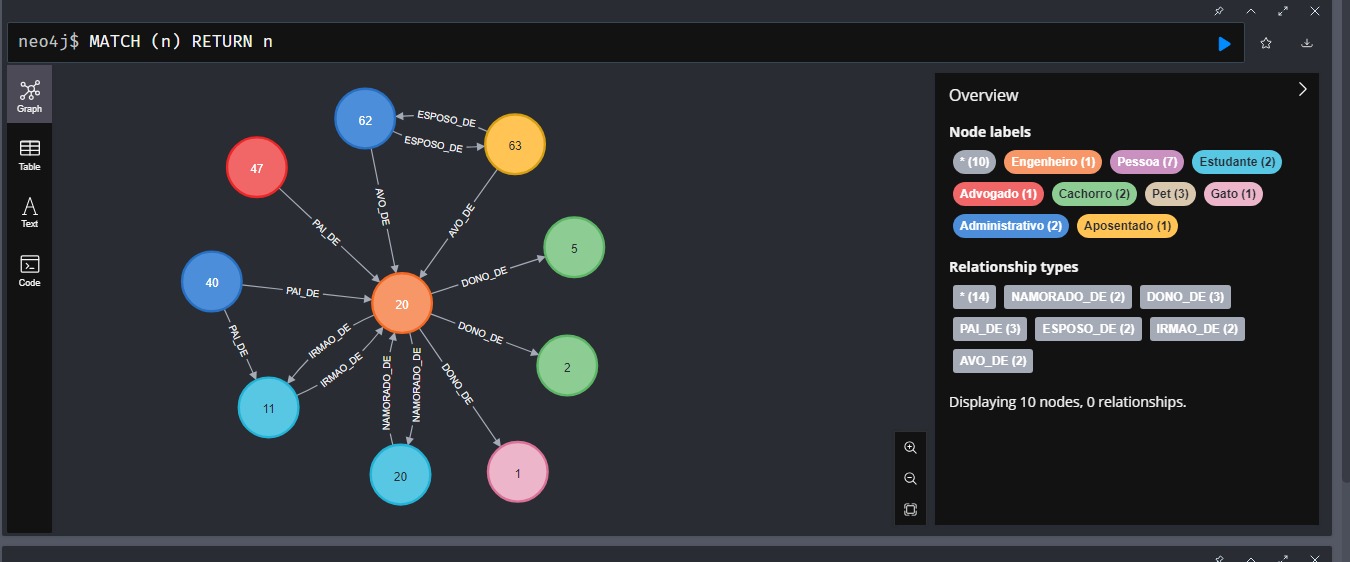 neo4j$ MATCH (n) RETURN n
Graph
Table
Text
Code
62
ESPOSO_DE
ESPOSO_DE
63
47
AVO_DE
AVO_DE
PAI_DE
5
DONO_DE
40
PAI_DE
20
DONO_DE
PAI_DE
IRMAO_DE
IRMAO_DE
NAMORADO_DE
NAMORADO_DE
DONO_DE
2
11
20
1
Overview
Node labels
* (10) Engenheiro (1) Pessoa (7) Estudante (2)
Advogado (1) Cachorro (2) Pet (3) Gato (1)
Administrativo (2) Aposentado (1)
Relationship types
* (14) NAMORADO_DE (2) DONO_DE (3)
PAI_DE (3) ESPOSO_DE (2) IRMAO_DE (2)
AVO_DE (2)
Displaying 10 nodes, 0 relationships.